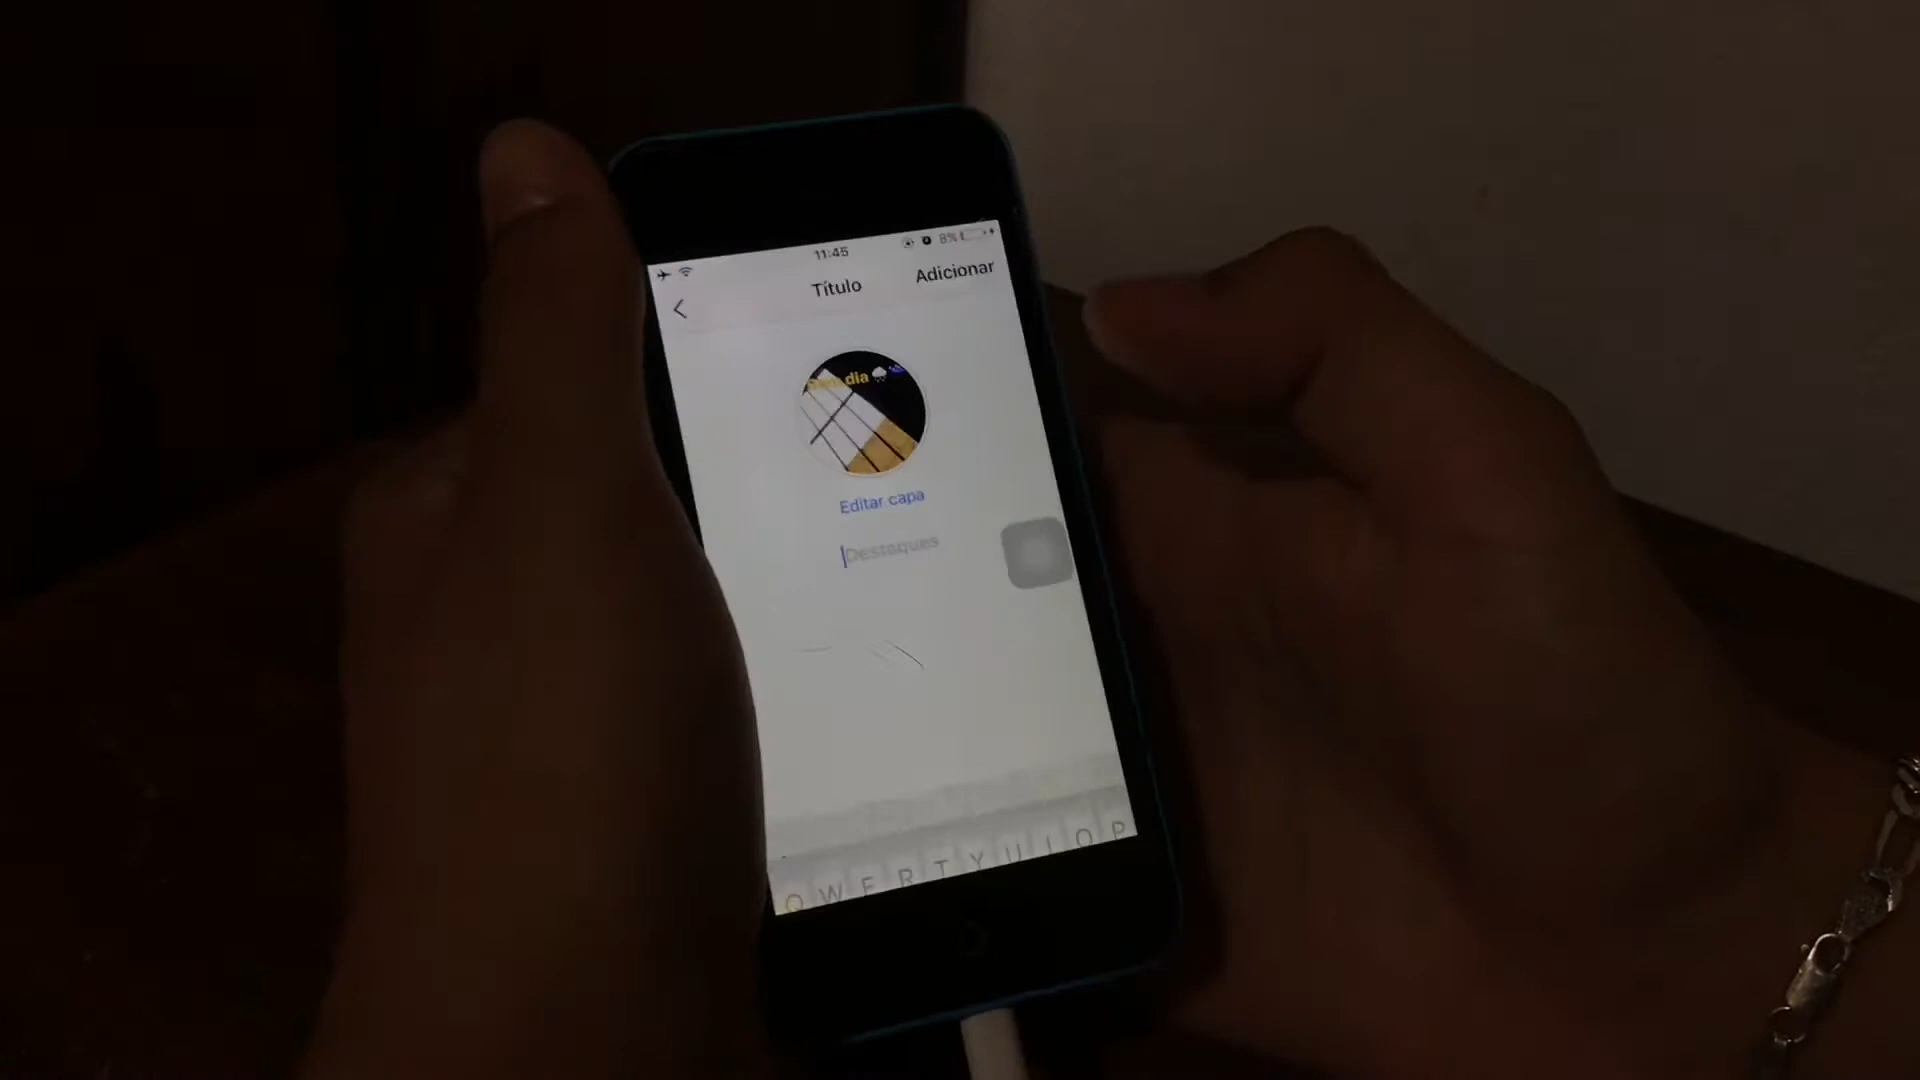 11:45
8%
Título
Adicionar
dia
Editar capa
Destaques
Q W E R T Y U I O P